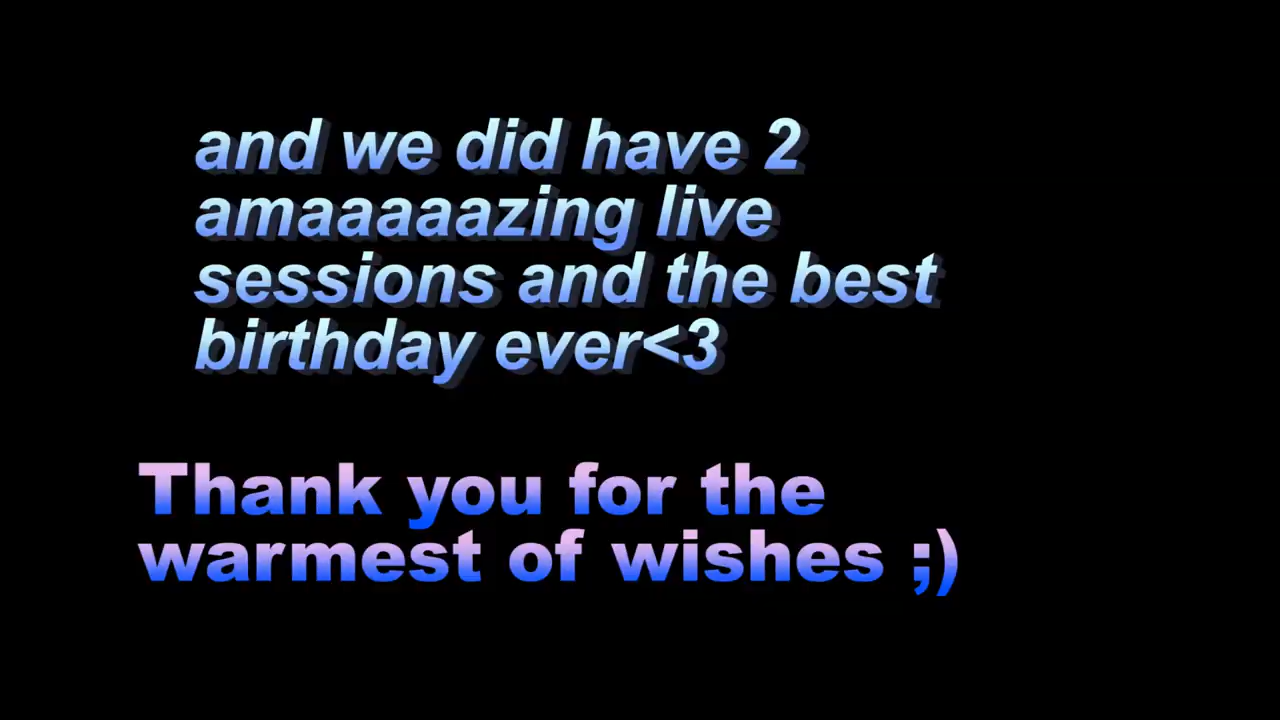 and we did have 2
amaaaaazing live
sessions and the best
birthday ever<3
Thank you for the
warmest of wishes ;)